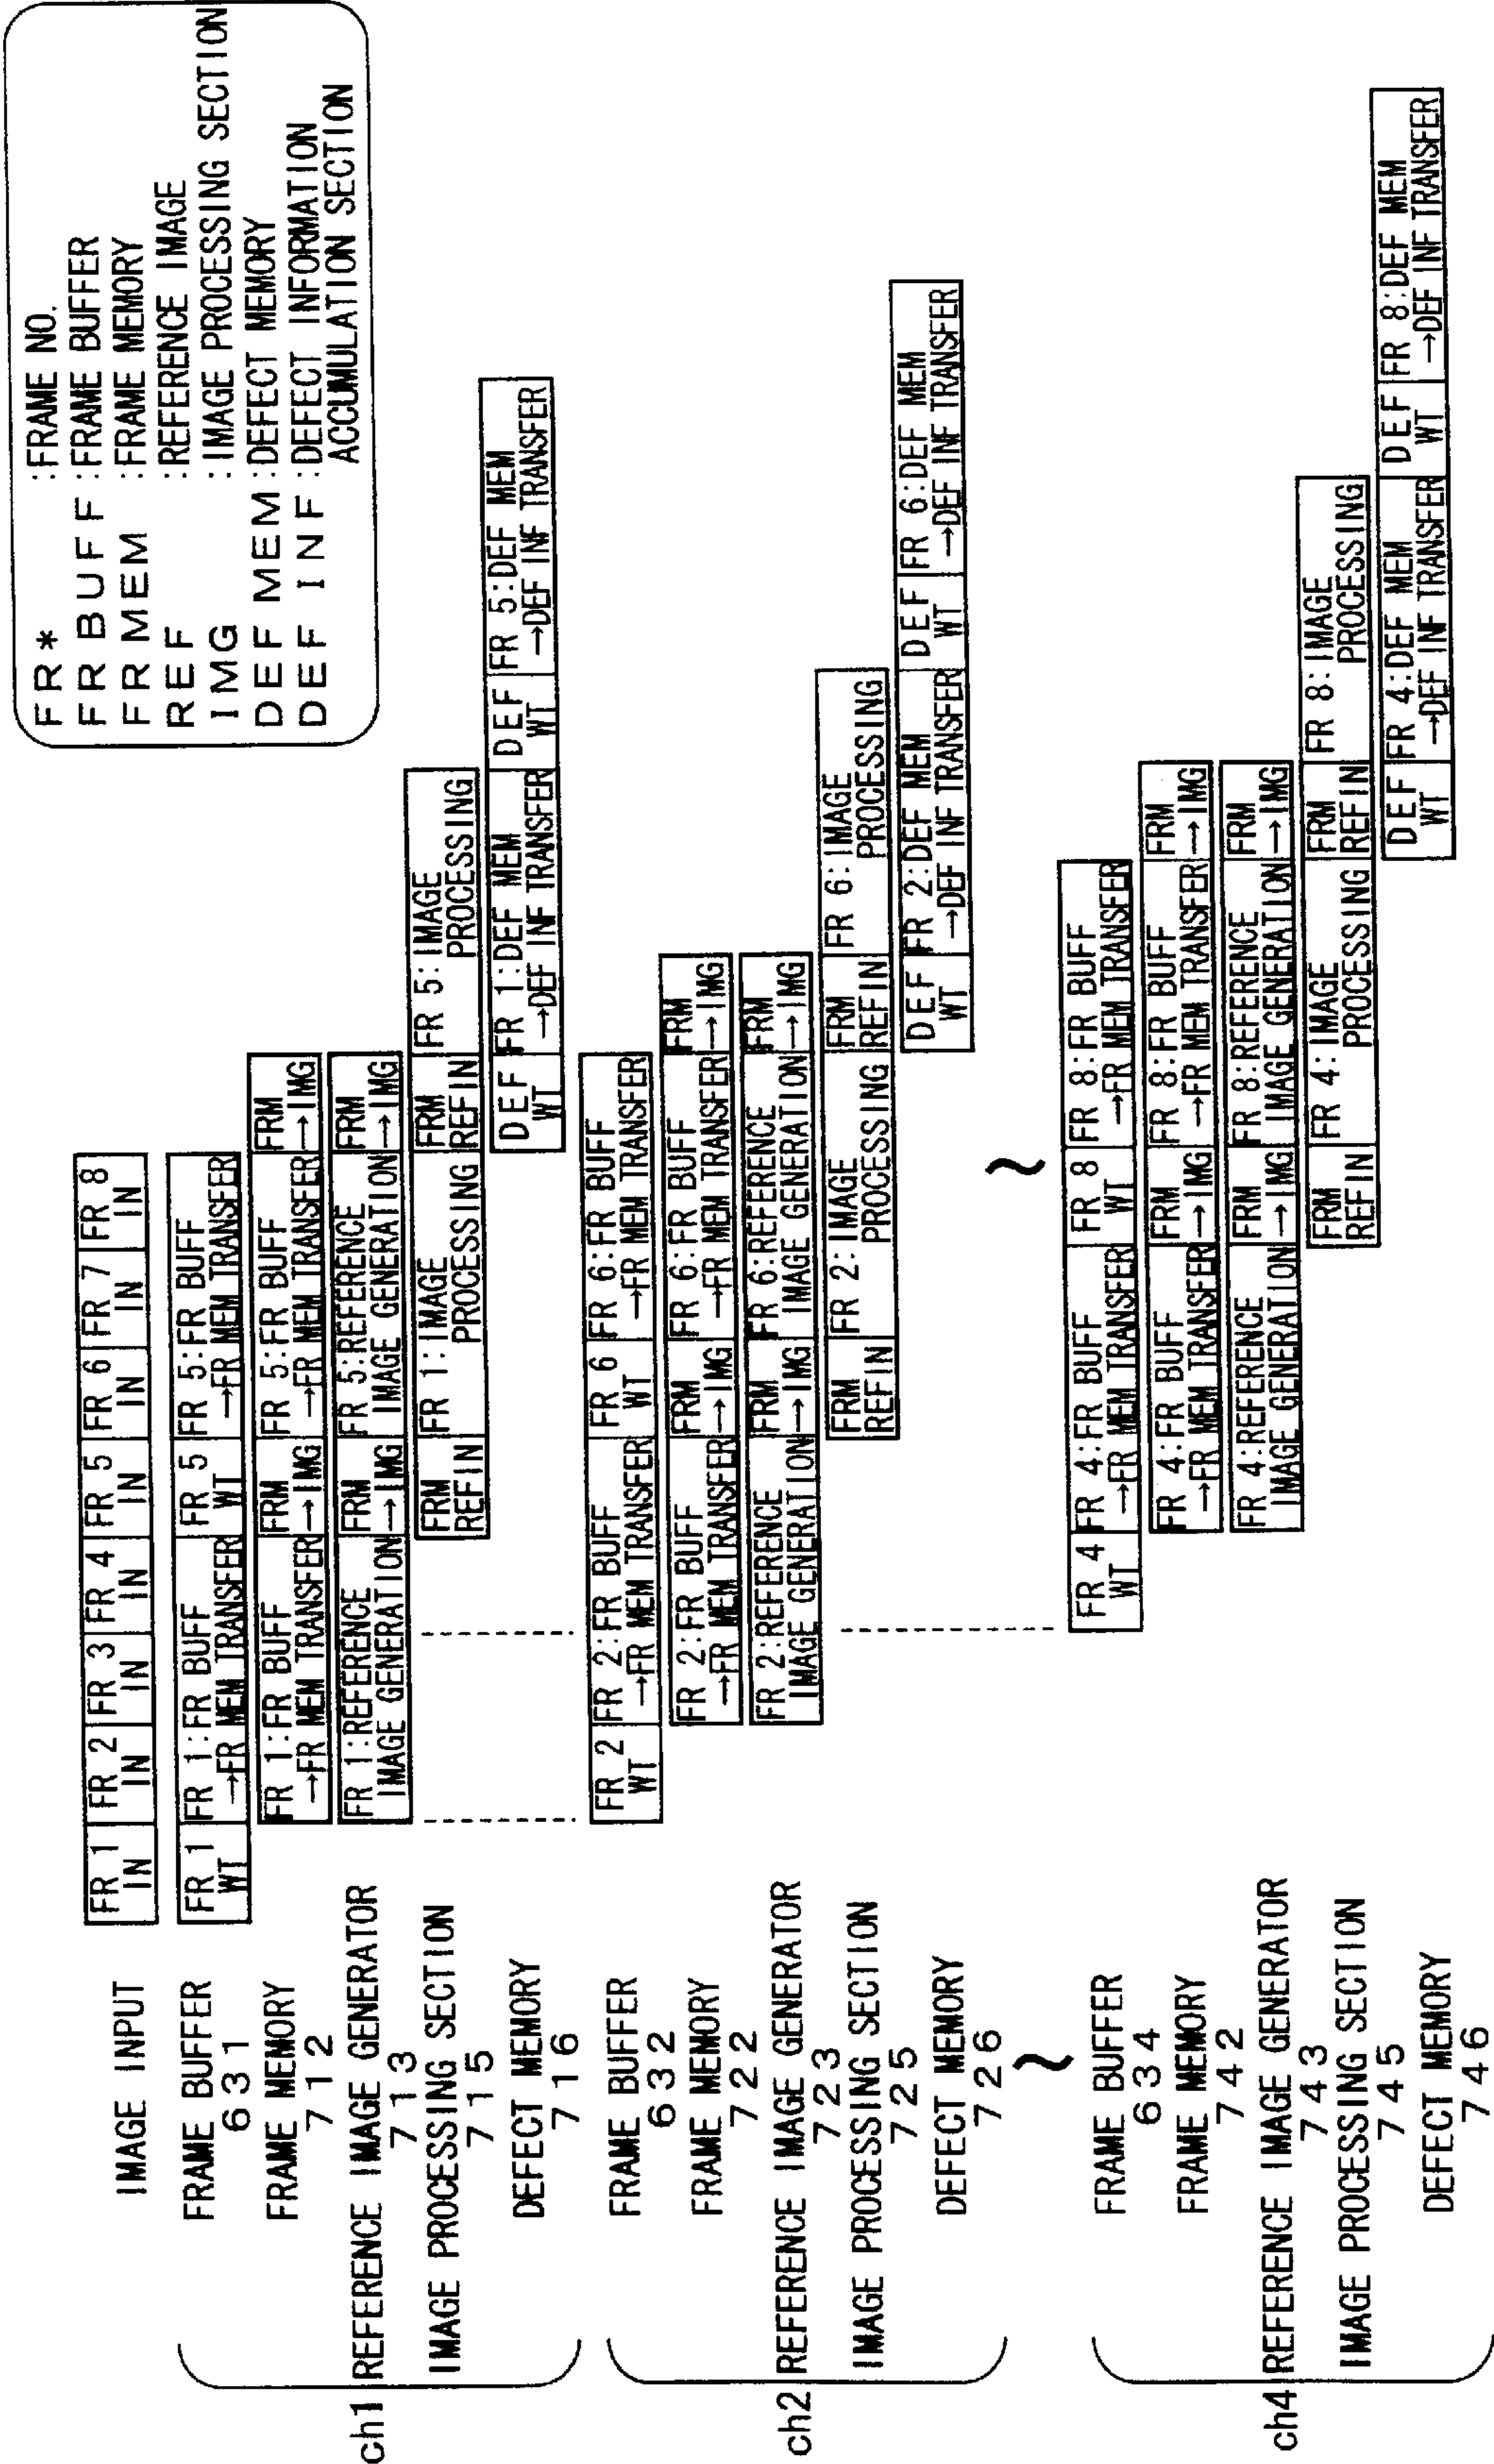 FR* :FRAME NO.
FR BUFF :FRAME BUFFER
FR MEM :FRAME MEMORY
REF :REFERENCE IMAGE
IMG :IMAGE PROCESSING SECTION
DEF MEM :DEFECT MEMORY
DEF INF :DEFECT INFORMATION
ACCUMULATION SECTION
IMAGE INPUT
FR 1 IN
FR 2 IN
FR 3 IN
FR 4 IN
FR 5 IN
FR 6 IN
FR 7 IN
FR 8 IN
ch1
FRAME BUFFER
631
FR 1 WT
FR 1:FR BUFF
→FR MEM TRANSFER
FR 5 WT
FR 5:FR BUFF
→FR MEM TRANSFER
FRAME MEMORY
712
FR 1:FR BUFF
→FR MEM TRANSFER
FRM
→IMG
FR 5:FR BUFF
→FR MEM TRANSFER
FRM
→IMG
REFERENCE IMAGE GENERATOR
713
FR 1:REFERENCE
IMAGE GENERATION
FRM
→IMG
FR 5:REFERENCE
IMAGE GENERATION
FRM
→IMG
IMAGE PROCESSING SECTION
715
FRM
REFIN
FR 1:IMAGE
PROCESSING
FRM
REFIN
FR 5:IMAGE
PROCESSING
DEFECT MEMORY
716
DEF
WT
FR 1:DEF MEM
→DEF INF TRANSFER
DEF
WT
FR 5:DEF MEM
→DEF INF TRANSFER
ch2
FRAME BUFFER
632
FR 2
WT
FR 2:FR BUFF
→FR MEM TRANSFER
FR 6
WT
FR 6:FR BUFF
→FR MEM TRANSFER
FRAME MEMORY
722
FR 2:FR BUFF
→FR MEM TRANSFER
FRM
→IMG
FR 6:FR BUFF
→FR MEM TRANSFER
FRM
→IMG
REFERENCE IMAGE GENERATOR
723
FR 2:REFERENCE
IMAGE GENERATION
FRM
→IMG
FR 6:REFERENCE
IMAGE GENERATION
FRM
→IMG
IMAGE PROCESSING SECTION
725
FRM
REFIN
FR 2:IMAGE
PROCESSING
FRM
REFIN
FR 6:IMAGE
PROCESSING
DEFECT MEMORY
726
DEF
WT
FR 2:DEF MEM
→DEF INF TRANSFER
DEF
WT
FR 6:DEF MEM
→DEF INF TRANSFER
~
~
ch4
FRAME BUFFER
634
FR 4
WT
FR 4:FR BUFF
→FR MEM TRANSFER
FR 8
WT
FR 8:FR BUFF
→FR MEM TRANSFER
FRAME MEMORY
742
FR 4:FR BUFF
→FR MEM TRANSFER
FRM
→IMG
FR 8:FR BUFF
→FR MEM TRANSFER
FRM
→IMG
REFERENCE IMAGE GENERATOR
743
FR 4:REFERENCE
IMAGE GENERATION
FRM
→IMG
FR 8:REFERENCE
IMAGE GENERATION
FRM
→IMG
IMAGE PROCESSING SECTION
745
FRM
REFIN
FR 4:IMAGE
PROCESSING
FRM
REFIN
FR 8:IMAGE
PROCESSING
DEFECT MEMORY
746
DEF
WT
FR 4:DEF MEM
→DEF INF TRANSFER
DEF
WT
FR 8:DEF MEM
→DEF INF TRANSFER